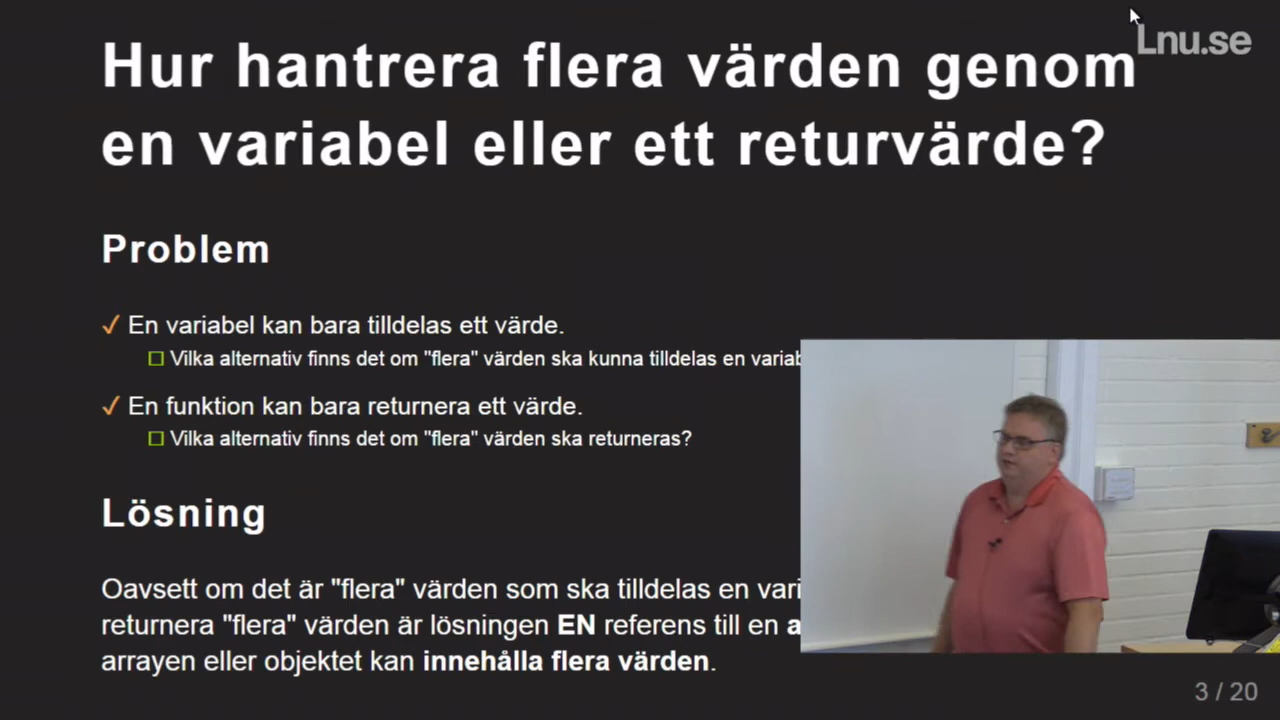 Lnu.se
Hur hantrera flera värden genom
en variabel eller ett returvärde?
Problem
✓ En variabel kan bara tilldelas ett värde.
□ Vilka alternativ finns det om "flera" värden ska kunna tilldelas en variab
✓ En funktion kan bara returnera ett värde.
□ Vilka alternativ finns det om "flera" värden ska returneras?
Lösning
Oavsett om det är "flera" värden som ska tilldelas en vari
returnera "flera" värden är lösningen EN referens till en a
arrayen eller objektet kan innehålla flera värden.
3 / 20